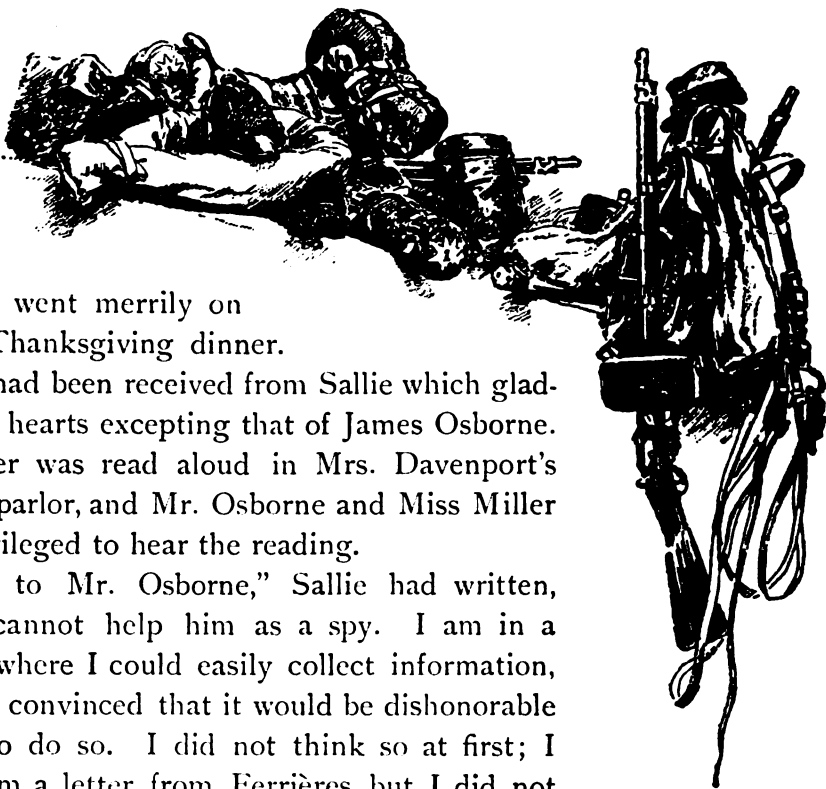 went merrily on
Thanksgiving dinner.
had been received from Sallie which glad-
hearts excepting that of James Osborne.
was read aloud in Mrs. Davenport's
parlor, and Mr. Osborne and Miss Miller
to hear the reading.
to Mr. Osborne,” Sallie had written,
cannot help him as a spy. I am in a
where I could easily collect information,
convinced that it would be dishonorable
to do so. I did not think so at first; I
a letter from Ferrières but I did not